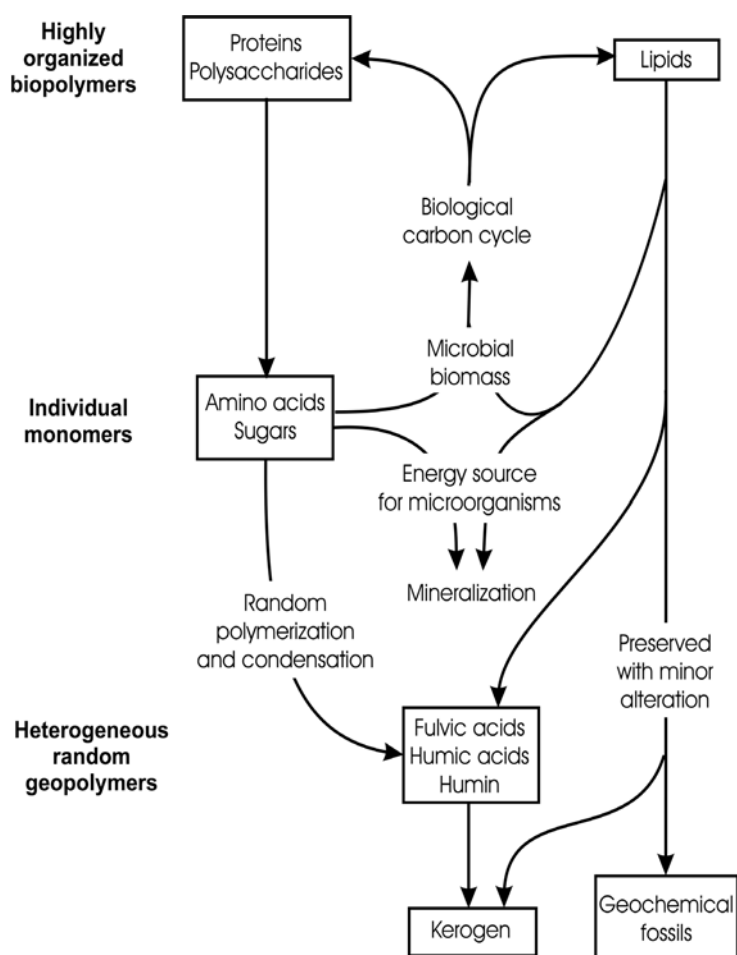 Highly
organized
biopolymers
Proteins
Polysaccharides
Lipids
Biological
carbon cycle
Microbial
biomass
Individual
monomers
Amino acids
Sugars
Energy source
for microorganisms
Mineralization
Random
polymerization
and condensation
Preserved
with minor
alteration
Heterogeneous
random
geopolymers
Fulvic acids
Humic acids
Humin
Kerogen
Geochemical
fossils